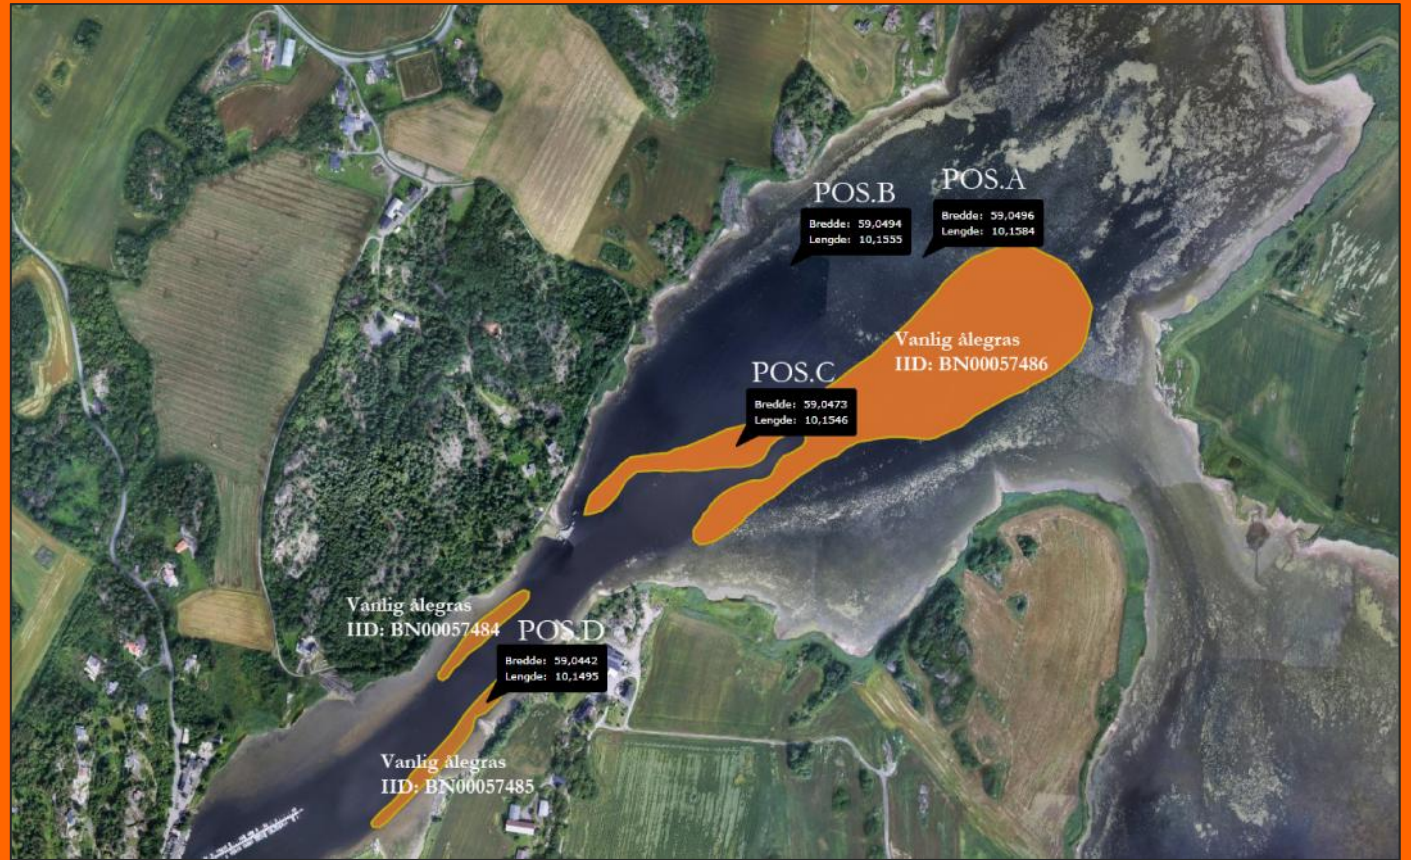 POS.A
Bredde: 59,0496
Lengde: 10,1584
POS.B
Bredde: 59,0494
Lengde: 10,1555
Vanlig ålegras
IID: BN00057486
POS.C
Bredde: 59,0473
Lengde: 10,1546
Vanlig ålegras
IID: BN00057484
POS.D
Bredde: 59,0442
Lengde: 10,1495
Vanlig ålegras
IID: BN00057485